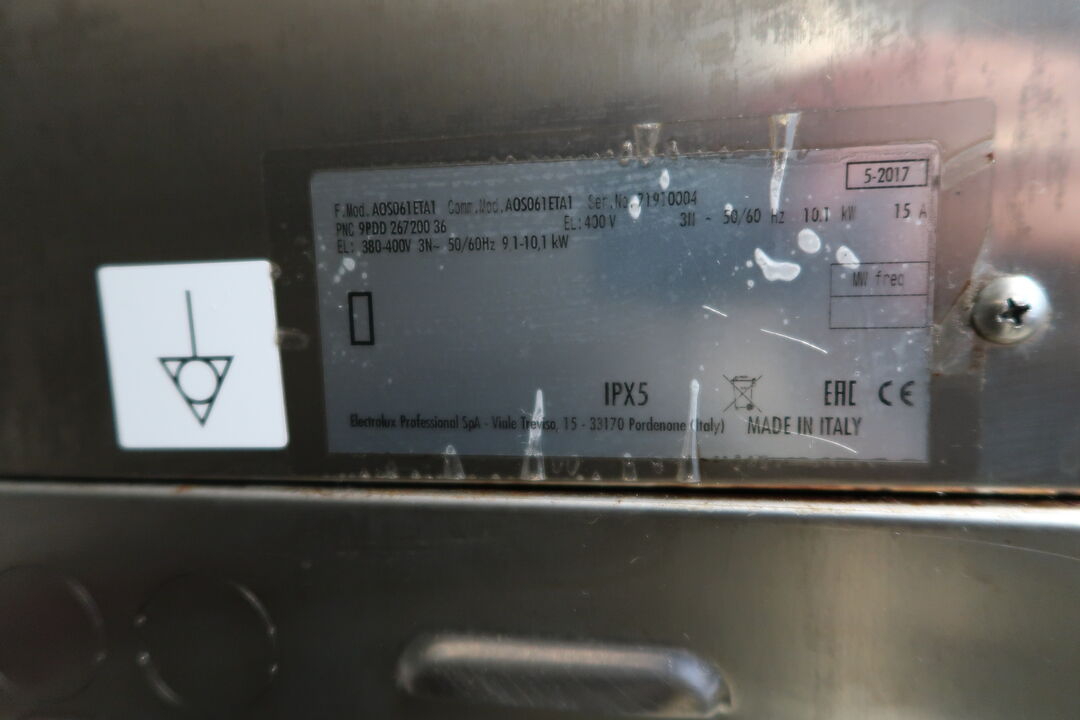 5-2017
F.Mod. AOS061ETA1 Comm.Mod. AOS061ETA1 Ser.No. 71910004
PNC 9PDD 267200 36 EL: 400 V 3N ~ 50/60 Hz 10.1 kW 15 A
EL: 380-400V 3N~ 50/60Hz 9.1-10,1 kW
MW freq
IPX5 EAC CE
Electrolux Professional SpA - Viale Treviso, 15 - 33170 Pordenone (Italy) MADE IN ITALY